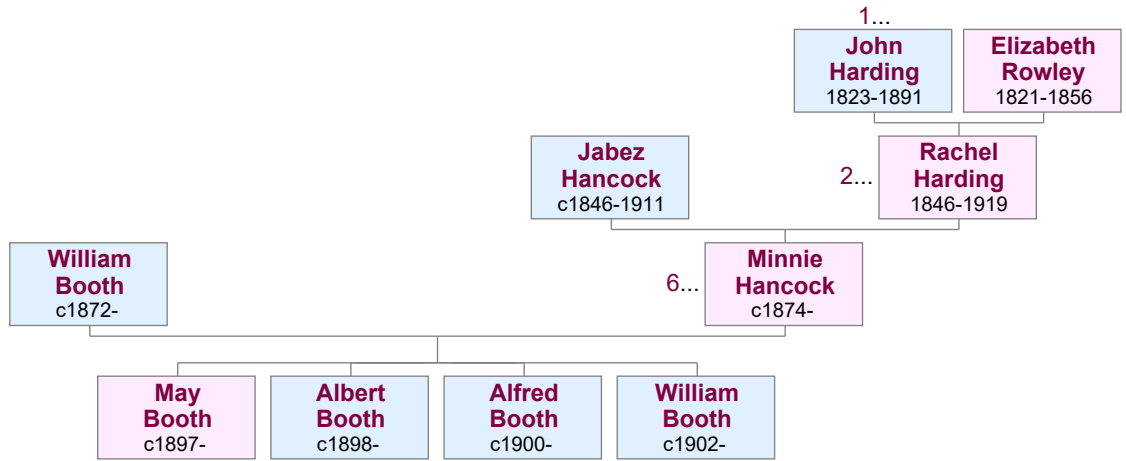 1...
John
Harding
1823-1891
Elizabeth
Rowley
1821-1856
Jabez
Hancock
c1846-1911
2...
Rachel
Harding
1846-1919
William
Booth
c1872-
6...
Minnie
Hancock
c1874-
May
Booth
c1897-
Albert
Booth
c1898-
Alfred
Booth
c1900-
William
Booth
c1902-